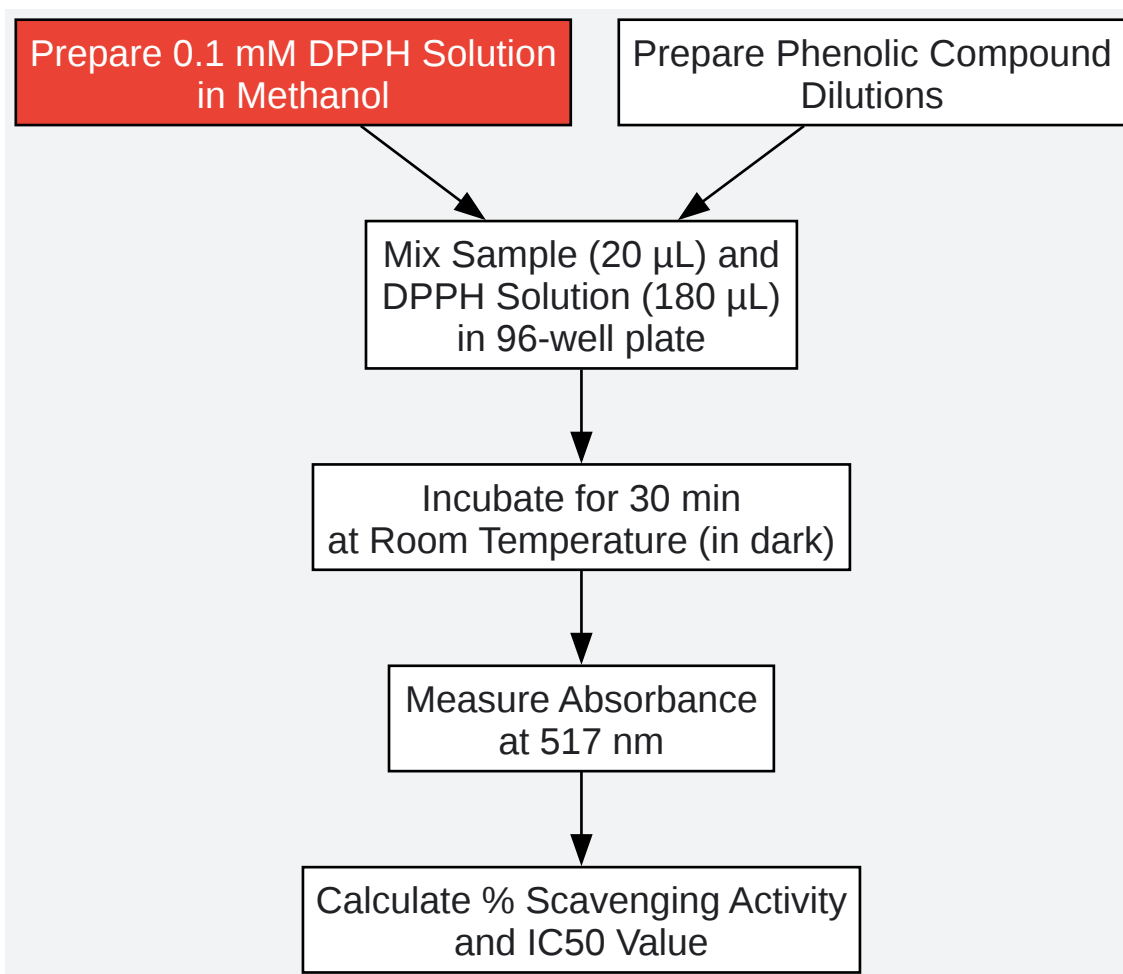 Prepare 0.1 mM DPPH Solution
in Methanol
Prepare Phenolic Compound
Dilutions
Mix Sample (20 µL) and
DPPH Solution (180 µL)
in 96-well plate
Incubate for 30 min
at Room Temperature (in dark)
Measure Absorbance
at 517 nm
Calculate % Scavenging Activity
and IC50 Value